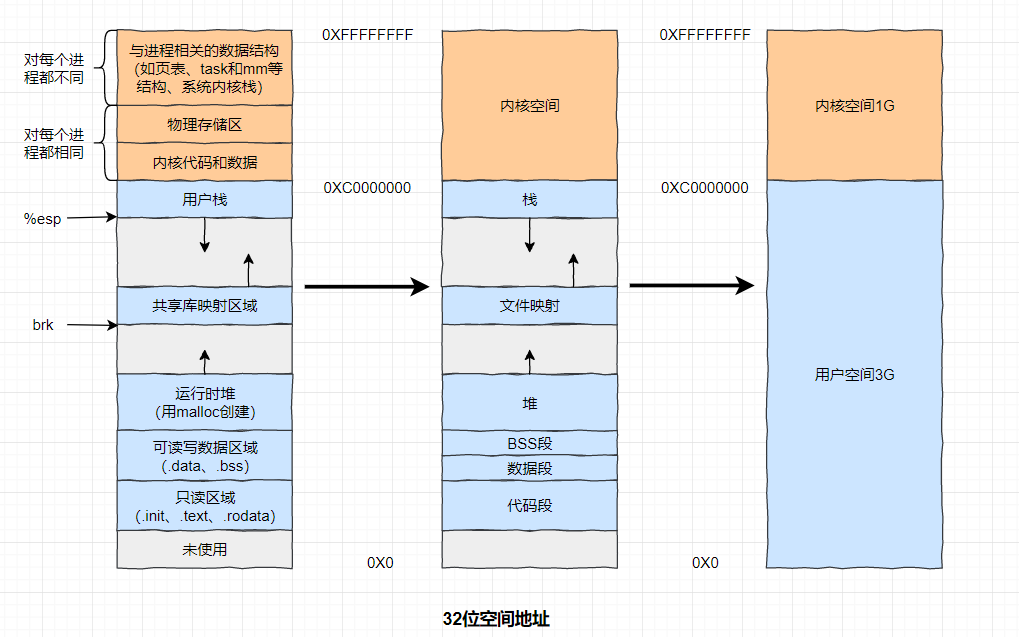 对每个进
程都不同
与进程相关的数据结构
（如页表、task和mm等
结构、系统内核栈）
对每个进
程都相同
物理存储区
内核代码和数据
%esp
用户栈
共享库映射区域
brk
运行时堆
（用malloc创建）
可读写数据区域
（.data、.bss）
只读区域
（.init、.text、.rodata）
未使用
0XFFFFFFFF
0XC0000000
0X0
内核空间
栈
文件映射
堆
BSS段
数据段
代码段
0XFFFFFFFF
0XC0000000
0X0
内核空间1G
用户空间3G
32位空间地址